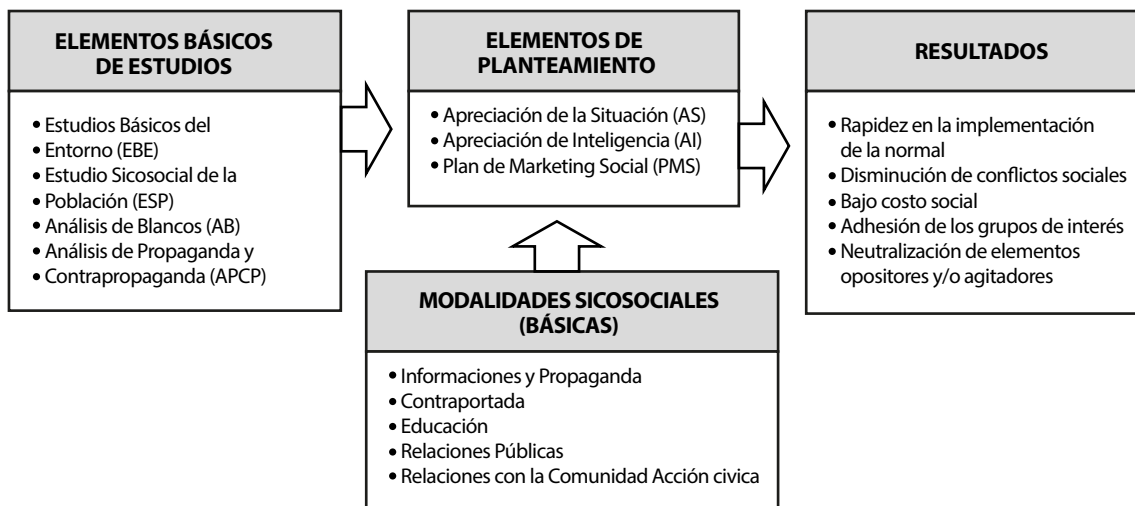 ELEMENTOS BÁSICOS
DE ESTUDIOS
• Estudios Básicos del
• Entorno (EBE)
• Estudio Sicosocial de la
• Población (ESP)
• Análisis de Blancos (AB)
• Análisis de Propaganda y
• Contrapropaganda (APCP)
ELEMENTOS DE
PLANTEAMIENTO
• Apreciación de la Situación (AS)
• Apreciación de Inteligencia (AI)
• Plan de Marketing Social (PMS)
RESULTADOS
• Rapidez en la implementación
de la normal
• Disminución de conflictos sociales
• Bajo costo social
• Adhesión de los grupos de interés
• Neutralización de elementos
opositores y/o agitadores
MODALIDADES SICOSOCIALES
(BÁSICAS)
• Informaciones y Propaganda
• Contraportada
• Educación
• Relaciones Públicas
• Relaciones con la Comunidad Acción civica